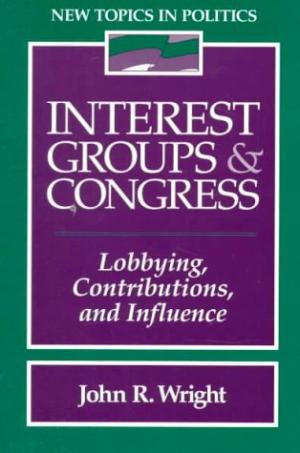 NEW TOPICS IN POLITICS
INTEREST
GROUPS &
CONGRESS
Lobbying,
Contributions,
and Influence
John R. Wright